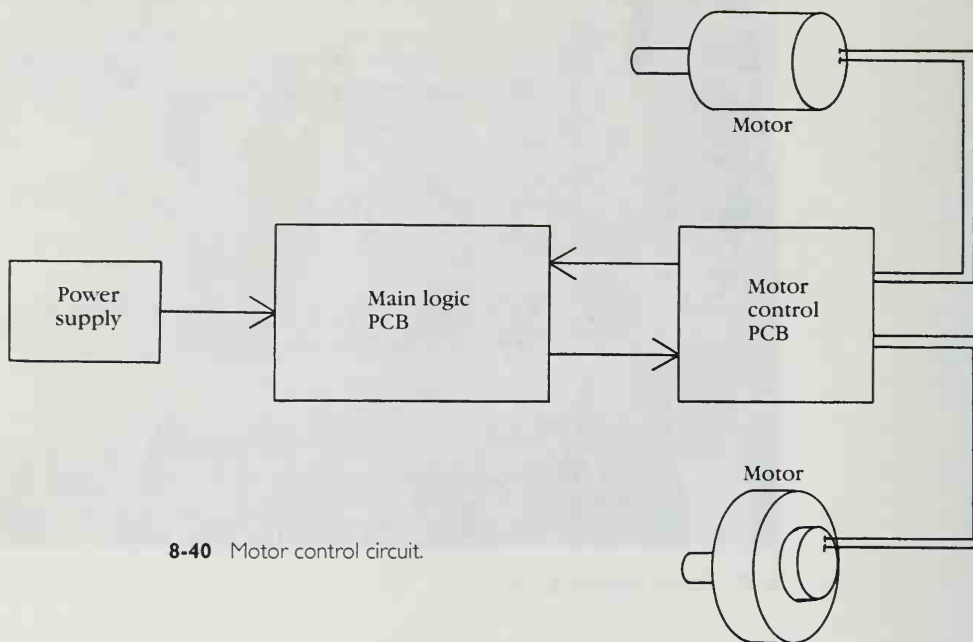 Motor
Power
supply
Main logic
PCB
Motor
control
PCB
Motor
8-40 Motor control circuit.